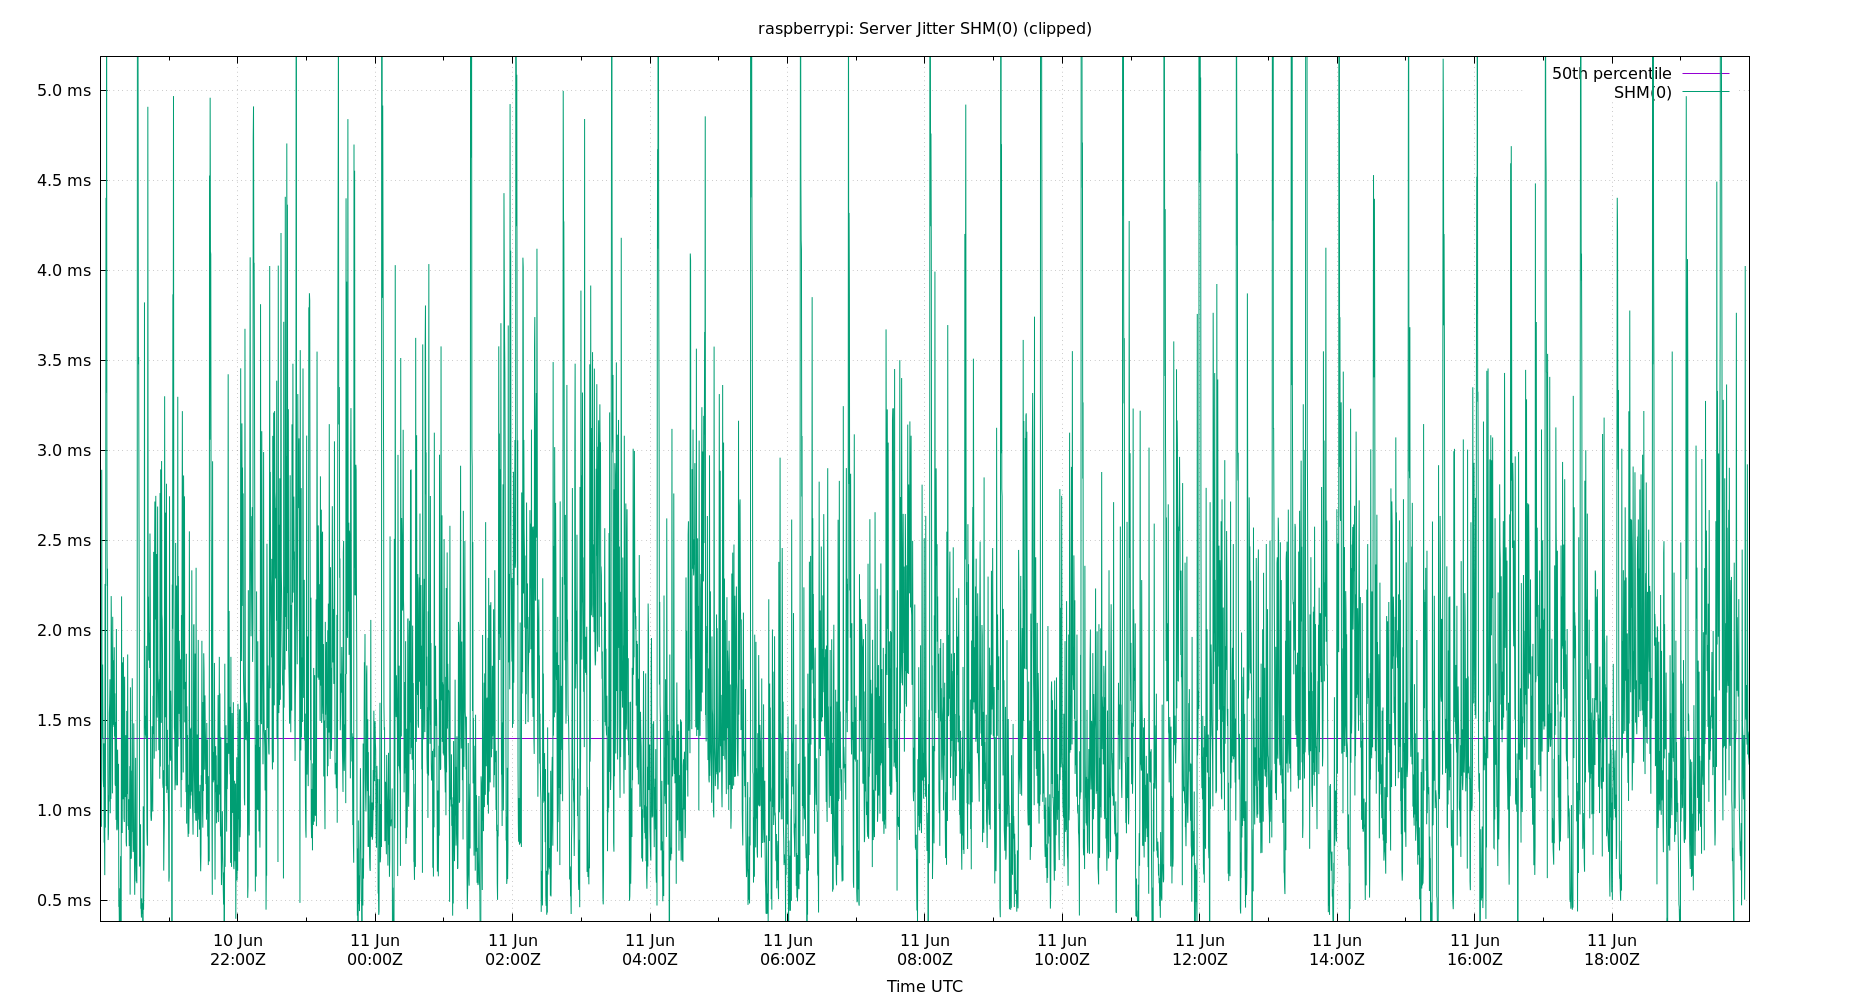 raspberrypi: Server Jitter SHM(0) (clipped)
50th percentile
SHM(0)
5.0 ms
4.5 ms
4.0 ms
3.5 ms
3.0 ms
2.5 ms
2.0 ms
1.5 ms
1.0 ms
0.5 ms
10 Jun 11 Jun 11 Jun 11 Jun 11 Jun 11 Jun 11 Jun 11 Jun 11 Jun 11 Jun 11 Jun
22:00Z 00:00Z 02:00Z 04:00Z 06:00Z 08:00Z 10:00Z 12:00Z 14:00Z 16:00Z 18:00Z
Time UTC